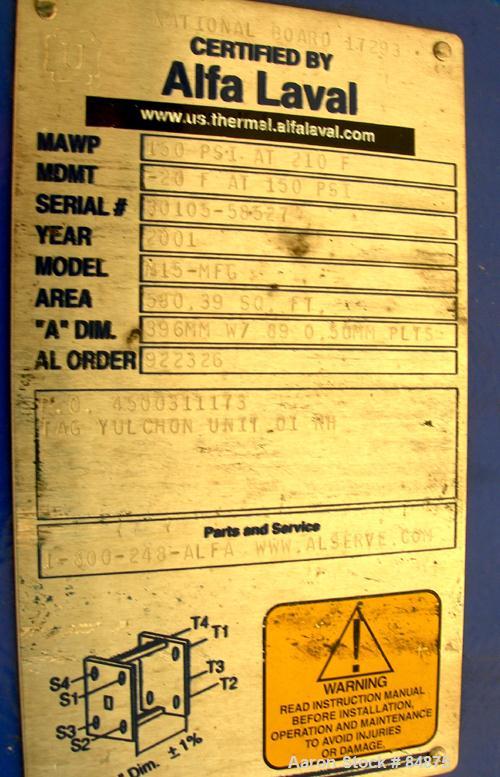 NATIONAL BOARD 17293
CERTIFIED BY
Alfa Laval
www.us.thermal.alfalaval.com
MAWP 150 PSI AT 210 F
MDMT -20 F AT 150 PSI
SERIAL # 30105-58527
YEAR 2001
MODEL M15-MFG
AREA 580.39 SQ. FT.
"A" DIM. 396MM W/ 89 0.50MM PLTS
AL ORDER 922326
P.O. 4500311173
TAG YULCHON UNIT 01 NH
Parts and Service
1-800-248-ALFA WWW.ALSERVE.COM
T4
T1
S4
S1
T3
T2
S3
S2
Dim. ± 1%
WARNING
READ INSTRUCTION MANUAL
BEFORE INSTALLATION,
OPERATION AND MAINTENANCE
TO AVOID INJURIES
OR DAMAGE.
Aaron Stock #